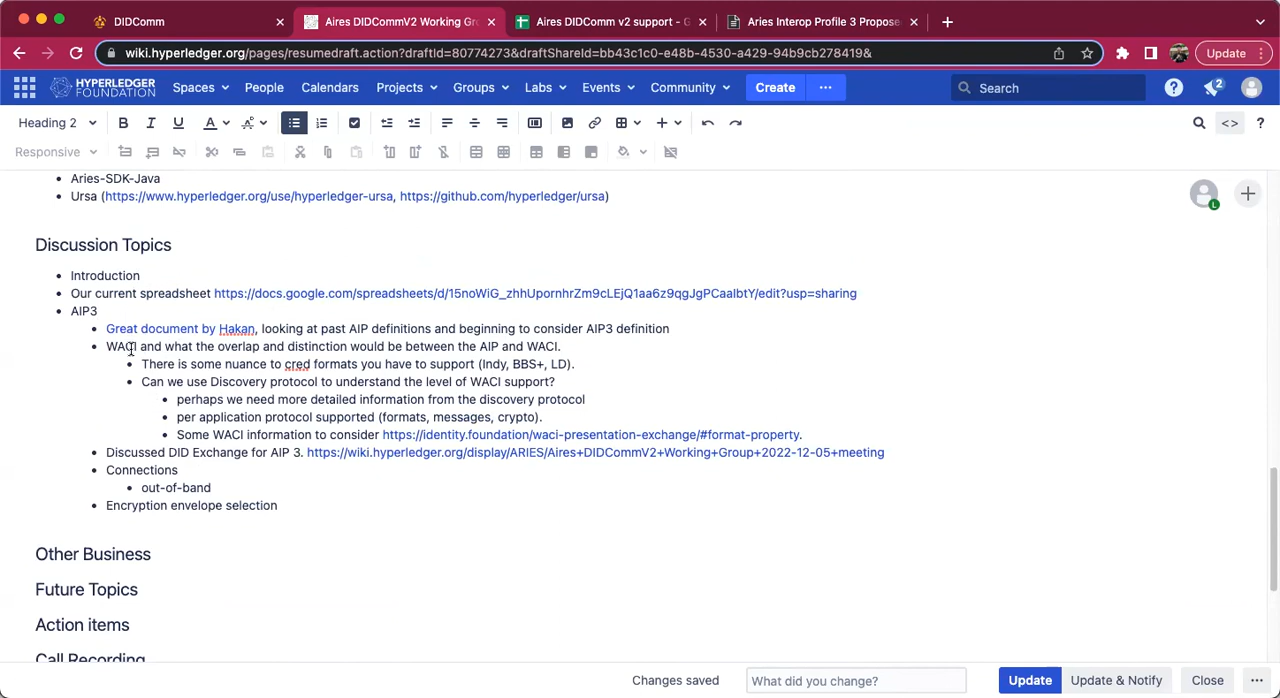 DIDComm
Aires DIDCommV2 Working Gr
Aires DIDComm v2 support - G
Aries Interop Profile 3 Propose
wiki.hyperledger.org/pages/resumedraft.action?draftId=80774273&draftShareId=bb43c1c0-e48b-4530-a429-94b9cb278419&
Update
HYPERLEDGER FOUNDATION
Spaces People Calendars Projects Groups Labs Events Community Create ··· Search 2
Heading 2 B I U A
Responsive
Aries-SDK-Java
Ursa (https://www.hyperledger.org/use/hyperledger-ursa, https://github.com/hyperledger/ursa)
L
Discussion Topics
Introduction
Our current spreadsheet https://docs.google.com/spreadsheets/d/15noWiG_zhhUpornhrZm9cLEjQ1aa6z9qgJgPCaaIbtY/edit?usp=sharing
AIP3
Great document by Hakan, looking at past AIP definitions and beginning to consider AIP3 definition
WACI and what the overlap and distinction would be between the AIP and WACI.
There is some nuance to cred formats you have to support (Indy, BBS+, LD).
Can we use Discovery protocol to understand the level of WACI support?
perhaps we need more detailed information from the discovery protocol
per application protocol supported (formats, messages, crypto).
Some WACI information to consider https://identity.foundation/waci-presentation-exchange/#format-property.
Discussed DID Exchange for AIP 3. https://wiki.hyperledger.org/display/ARIES/Aires+DIDCommV2+Working+Group+2022-12-05+meeting
Connections
out-of-band
Encryption envelope selection
Other Business
Future Topics
Action items
Call Recording
Changes saved What did you change? Update Update & Notify Close ···